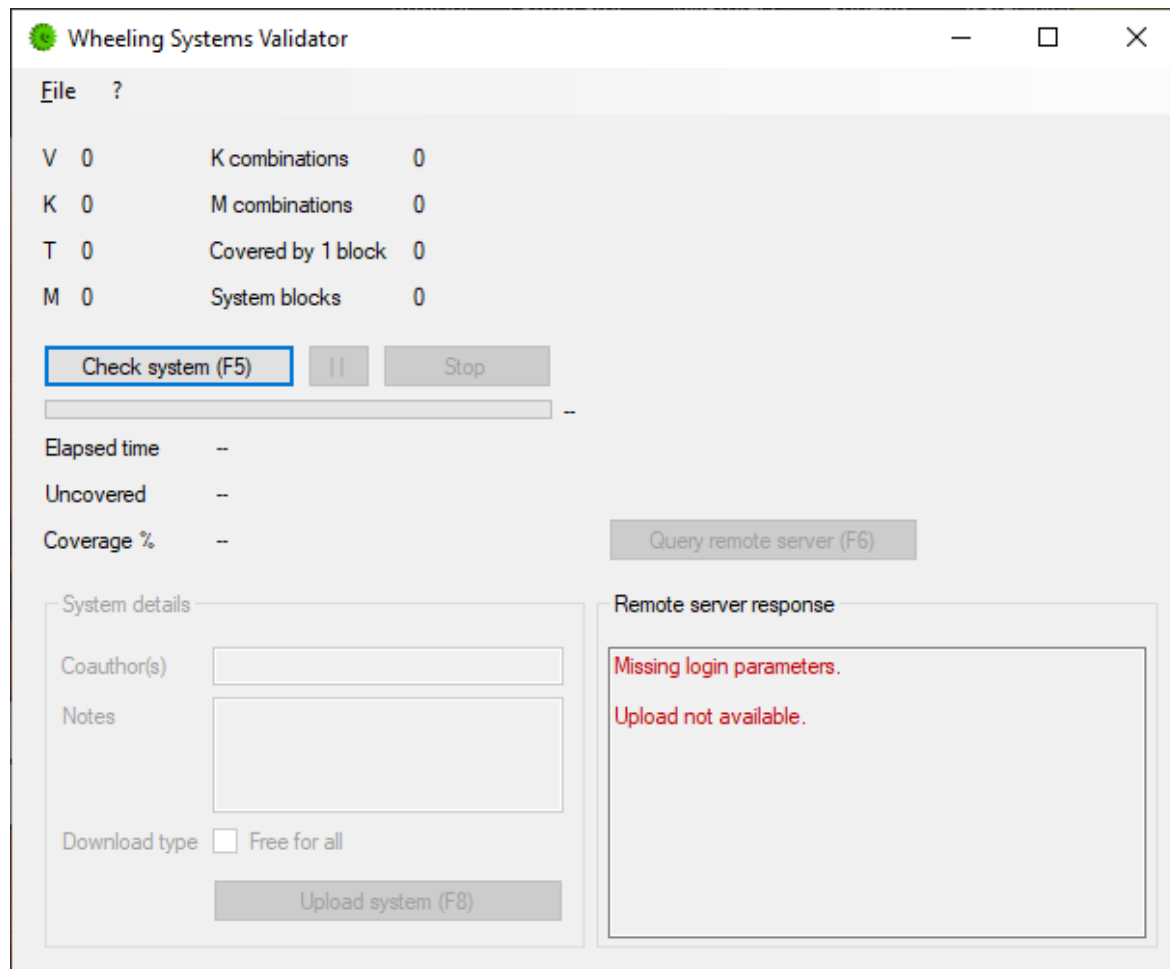 Wheeling Systems Validator
File ?
V 0 K combinations 0
K 0 M combinations 0
T 0 Covered by 1 block 0
M 0 System blocks 0
Check system (F5) || Stop
--
Elapsed time --
Uncovered --
Coverage % --
Query remote server (F6)
System details
Coauthor(s)
Notes
Download type Free for all
Upload system (F8)
Remote server response
Missing login parameters.
Upload not available.